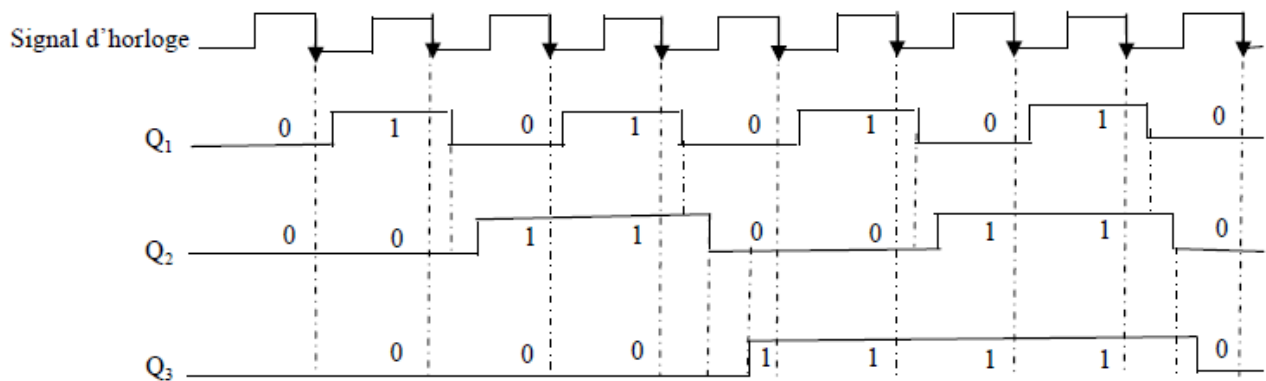 Signal d'horloge
Q₁ 0 1 0 1 0 1 0 1 0
Q₂ 0 0 1 1 0 0 1 1 0
Q₃ 0 0 0 1 1 1 1 0